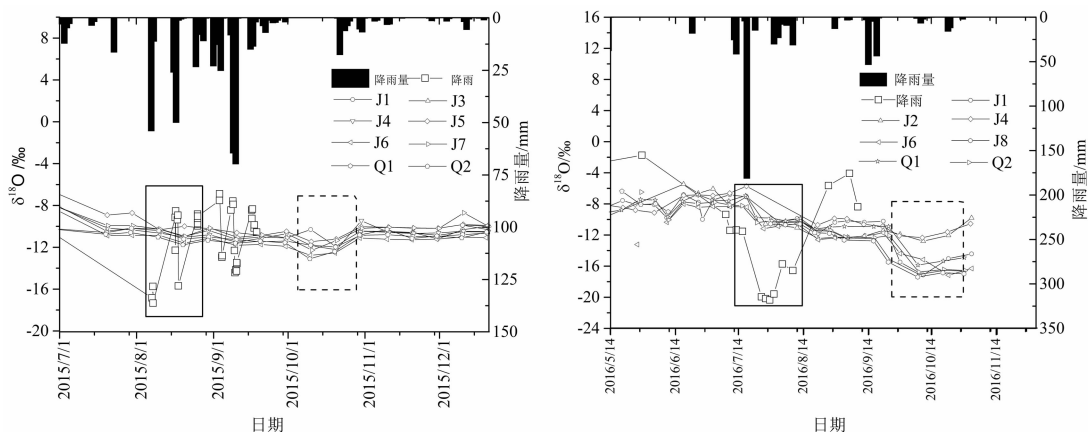 8
4
0
-4
-8
-12
-16
-20
δ¹⁸O /‰
0
25
50
75
100
125
150
降雨量/mm
降雨量
降雨
J1
J3
J4
J5
J6
J7
Q1
Q2
2015/7/1
2015/8/1
2015/9/1
2015/10/1
2015/11/1
2015/12/1
日期
16
12
8
4
0
-4
-8
-12
-16
-20
-24
δ¹⁸O/‰
0
50
100
150
200
250
300
350
降雨量/mm
降雨量
降雨
J1
J2
J4
J6
J8
Q1
Q2
2016/5/14
2016/6/14
2016/7/14
2016/8/14
2016/9/14
2016/10/14
2016/11/14
日期